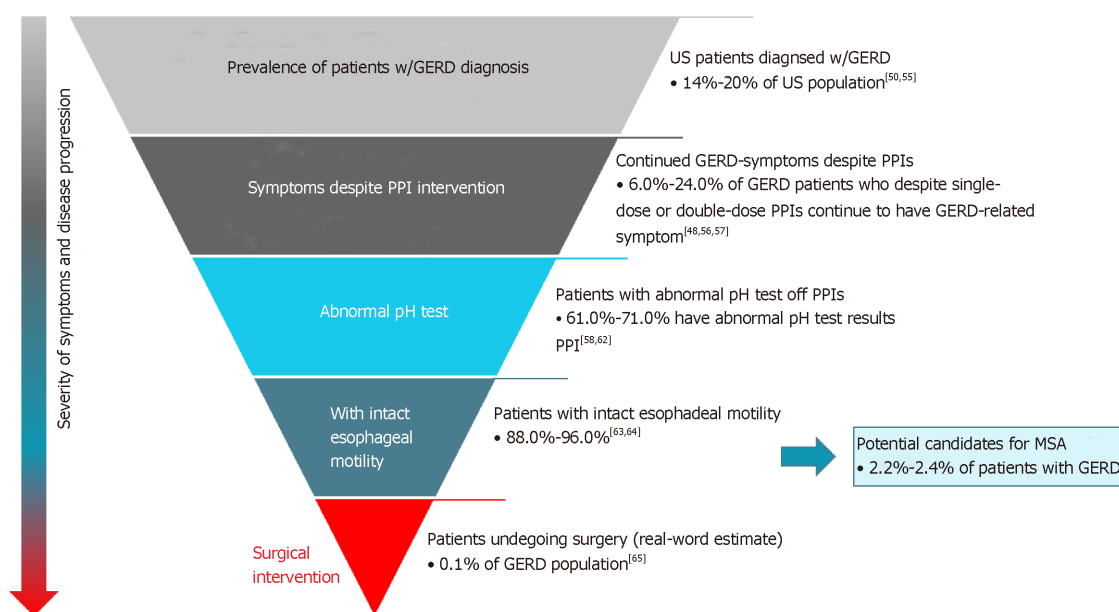 Severity of symptoms and disease progression
Prevalence of patients w/GERD diagnosis
US patients diagnsed w/GERD
• 14%-20% of US population[50,55]
Symptoms despite PPI intervention
Continued GERD-symptoms despite PPIs
• 6.0%-24.0% of GERD patients who despite single-
dose or double-dose PPIs continue to have GERD-related
symptom[48,56,57]
Abnormal pH test
Patients with abnormal pH test off PPIs
• 61.0%-71.0% have abnormal pH test results
PPI[58,62]
With intact
esophageal
motility
Patients with intact esophadeal motility
• 88.0%-96.0%[63,64]
Potential candidates for MSA
• 2.2%-2.4% of patients with GERD
Surgical
intervention
Patients undergoing surgery (real-word estimate)
• 0.1% of GERD population[65]